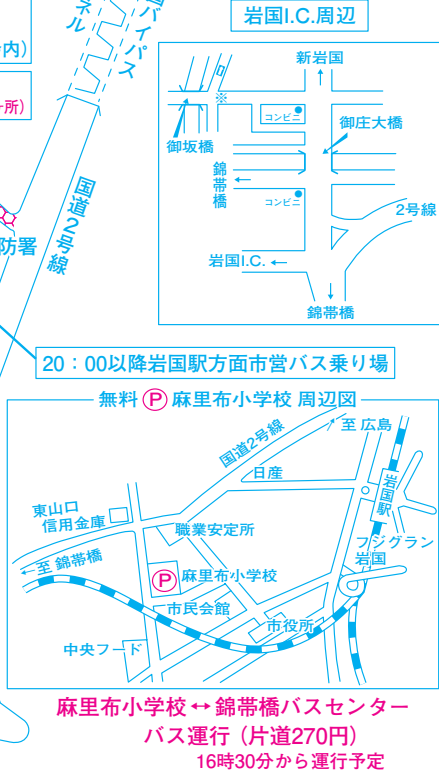 岩国I.C.周辺
バイパス
ネル
内)
所)
国道2号線
防署
新岩国
※
コンビニ
御庄大橋
御坂橋
錦帯橋
←
コンビニ
2号線
岩国I.C. ←
錦帯橋
20：00以降岩国駅方面市営バス乗り場
無料 Ⓟ 麻里布小学校 周辺図
国道2号線
至 広島
日産
岩国駅
東山口
信用金庫
職業安定所
フジグラン
岩国
← 至 錦帯橋
Ⓟ 麻里布小学校
市民会館
市役所
中央フード
麻里布小学校↔錦帯橋バスセンター
バス運行（片道270円）
16時30分から運行予定